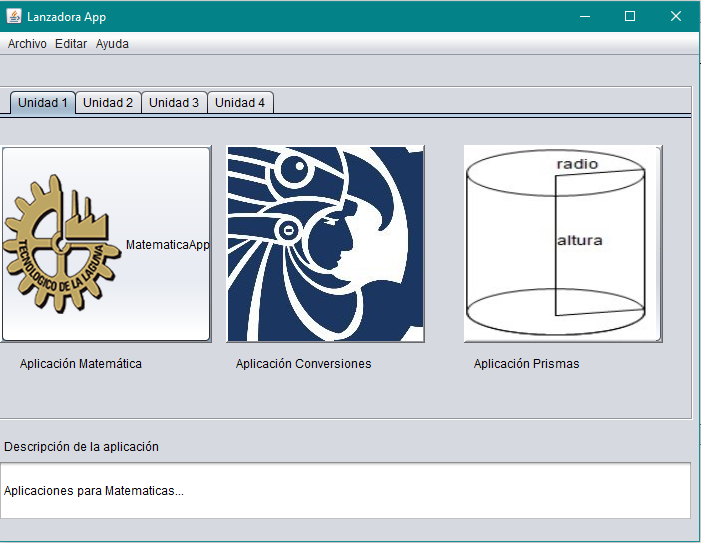 Lanzadora App
Archivo Editar Ayuda
Unidad 1 Unidad 2 Unidad 3 Unidad 4
TECNOLOGICO DE LA LAGUNA
MatematicaApp
radio
altura
Aplicación Matemática
Aplicación Conversiones
Aplicación Prismas
Descripción de la aplicación
Aplicaciones para Matematicas...